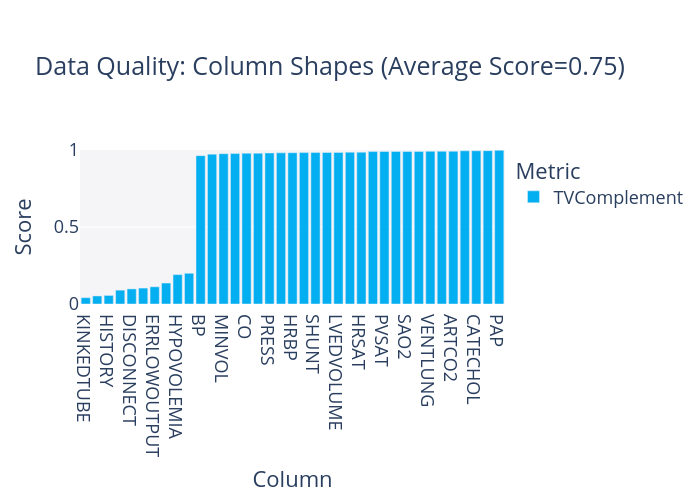 Data Quality: Column Shapes (Average Score=0.75)
Score
1
0.5
0
Metric
TVComplement
KINKEDTUBE
HISTORY
DISCONNECT
ERRLOWOUTPUT
HYPOVOLEMIA
BP
MINVOL
CO
PRESS
HRBP
SHUNT
LVEDVOLUME
HRSAT
PVSAT
SAO2
VENTLUNG
ARTCO2
CATECHOL
PAP
Column